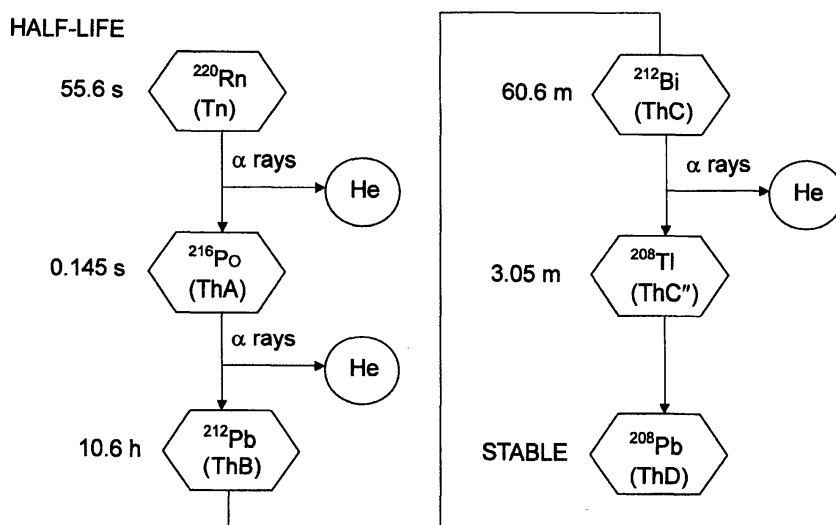 HALF-LIFE
55.6 s
²²⁰Rn
(Tn)
α rays
He
0.145 s
²¹⁶Po
(ThA)
α rays
He
10.6 h
²¹²Pb
(ThB)
60.6 m
²¹²Bi
(ThC)
α rays
He
3.05 m
²⁰⁸Tl
(ThC″)
STABLE
²⁰⁸Pb
(ThD)